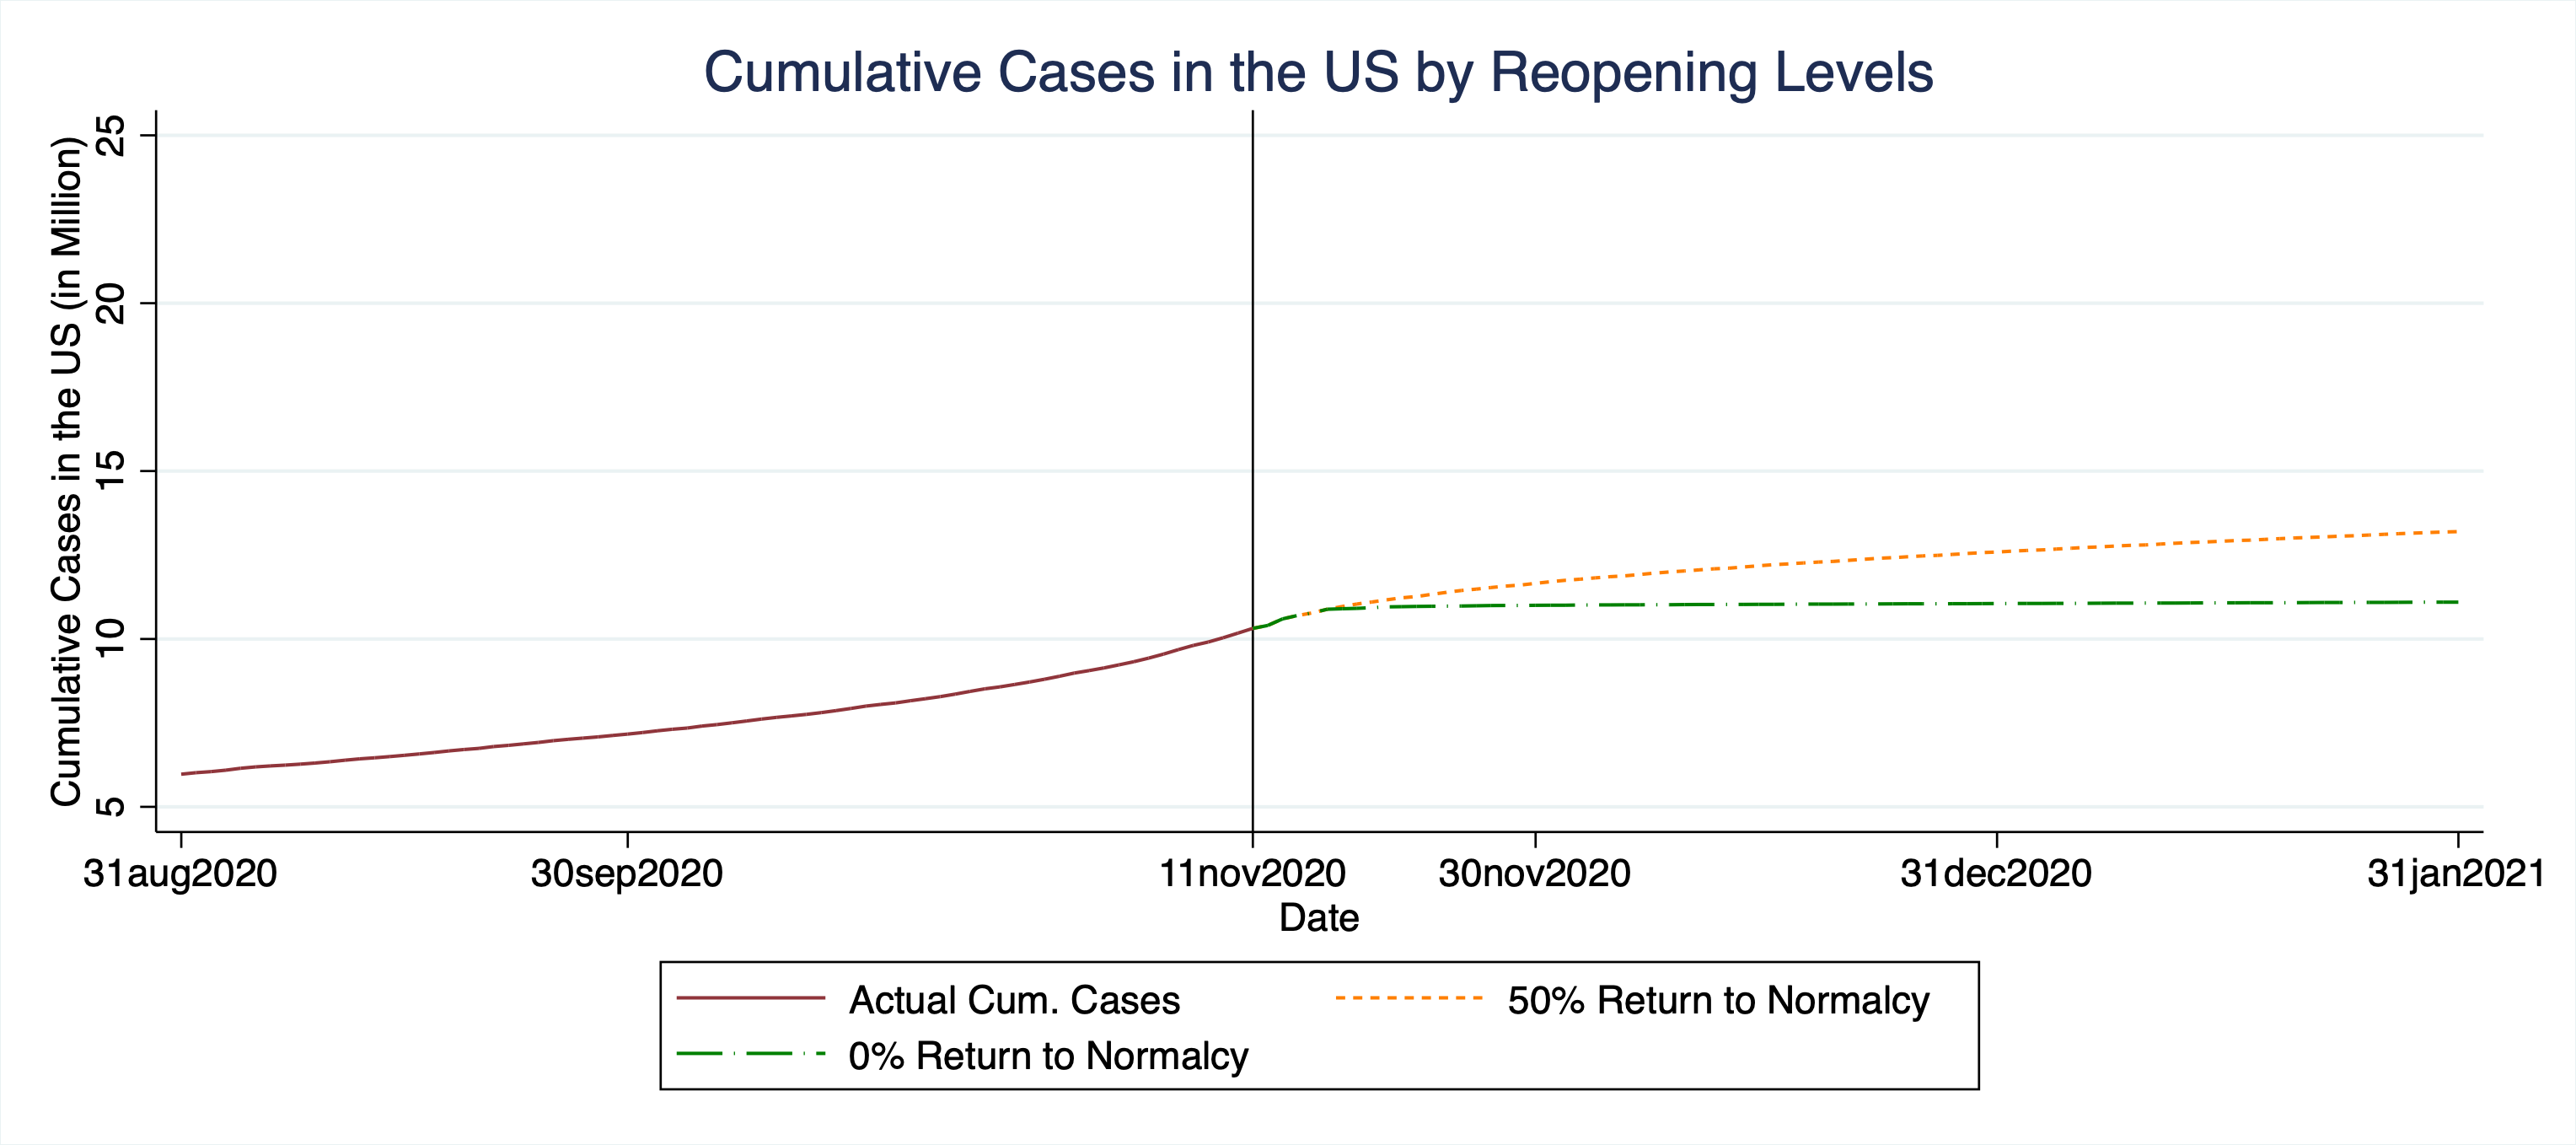 Cumulative Cases in the US by Reopening Levels
Cumulative Cases in the US (in Million)
25
20
15
10
5
31aug2020 30sep2020 11nov2020 30nov2020 31dec2020 31jan2021
Date
Actual Cum. Cases 50% Return to Normalcy
0% Return to Normalcy